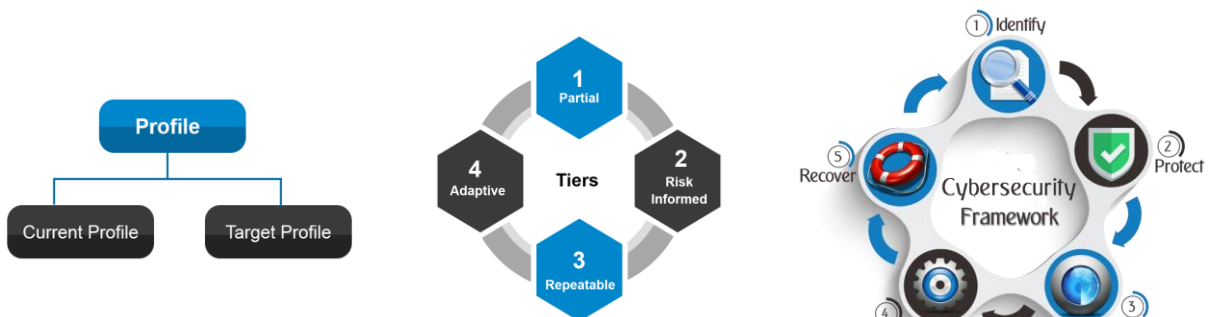 Profile
Current Profile
Target Profile
1
Partial
2
Risk
Informed
3
Repeatable
4
Adaptive
Tiers
1 Identify
2
Protect
3
4
5
Recover
Cybersecurity
Framework